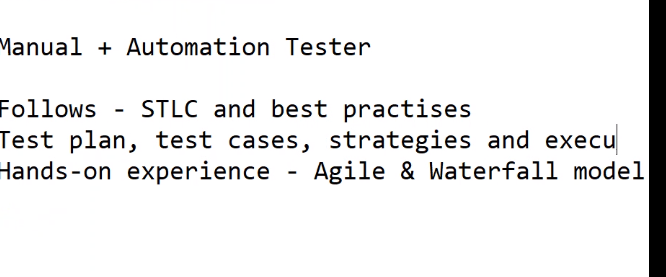 Manual + Automation Tester
Follows - STLC and best practises
Test plan, test cases, strategies and execu
Hands-on experience - Agile & Waterfall model